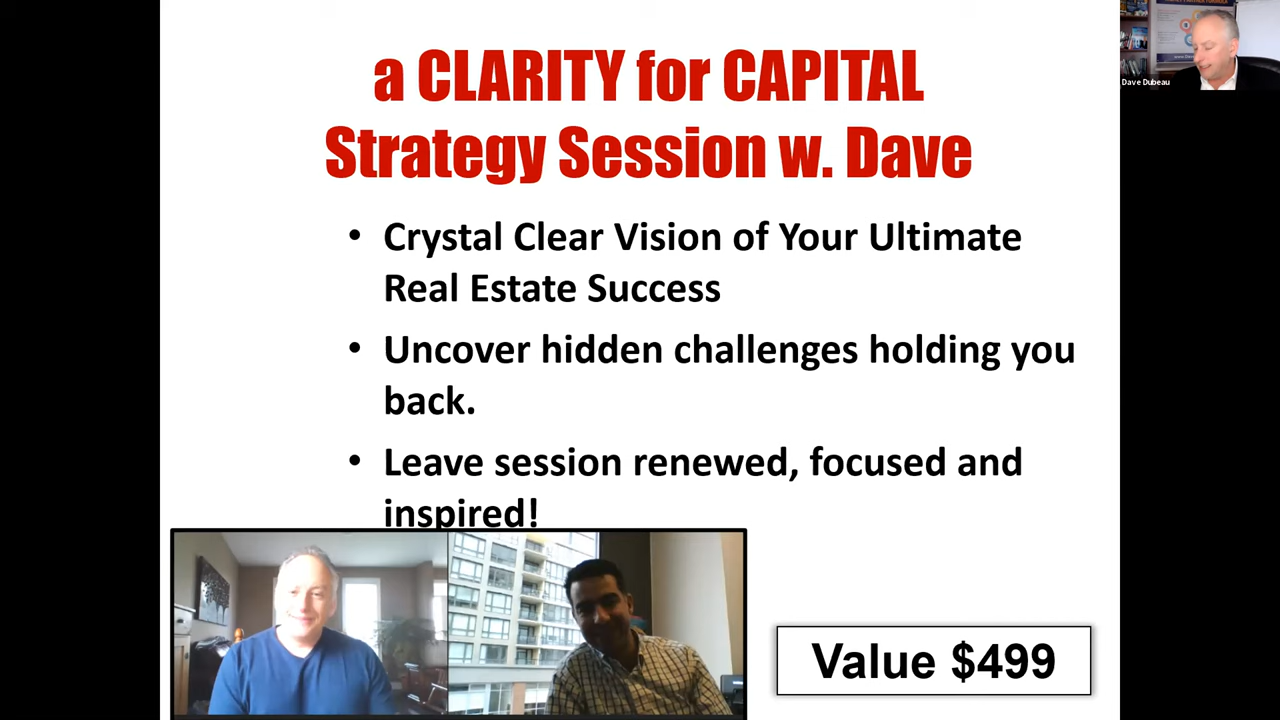 a CLARITY for CAPITAL
Strategy Session w. Dave
• Crystal Clear Vision of Your Ultimate
Real Estate Success
• Uncover hidden challenges holding you
back.
• Leave session renewed, focused and
inspired!
Value $499
Dave Dubeau